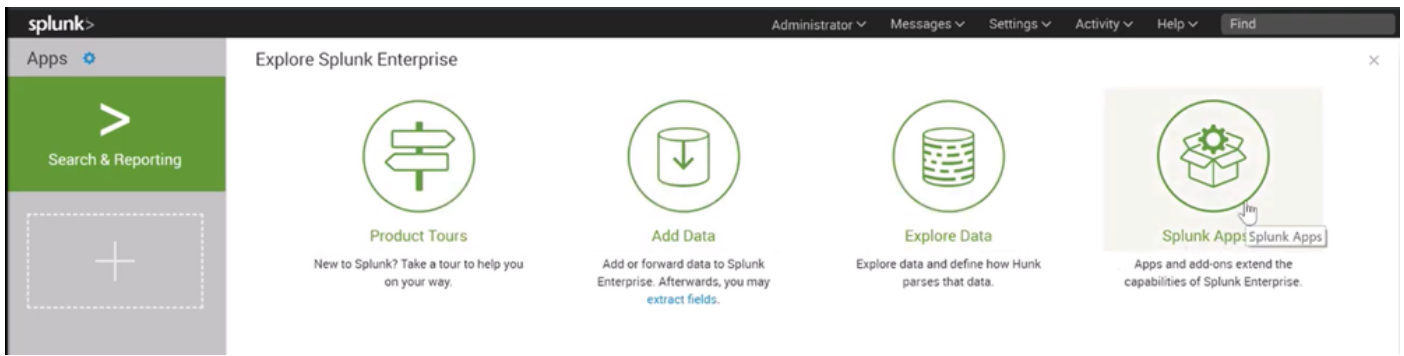 splunk> Administrator Messages Settings Activity Help Find
Apps
Explore Splunk Enterprise
>
Search & Reporting
Product Tours
New to Splunk? Take a tour to help you
on your way.
Add Data
Add or forward data to Splunk
Enterprise. Afterwards, you may
extract fields.
Explore Data
Explore data and define how Hunk
parses that data.
Splunk Apps
Splunk Apps
Apps and add-ons extend the
capabilities of Splunk Enterprise.